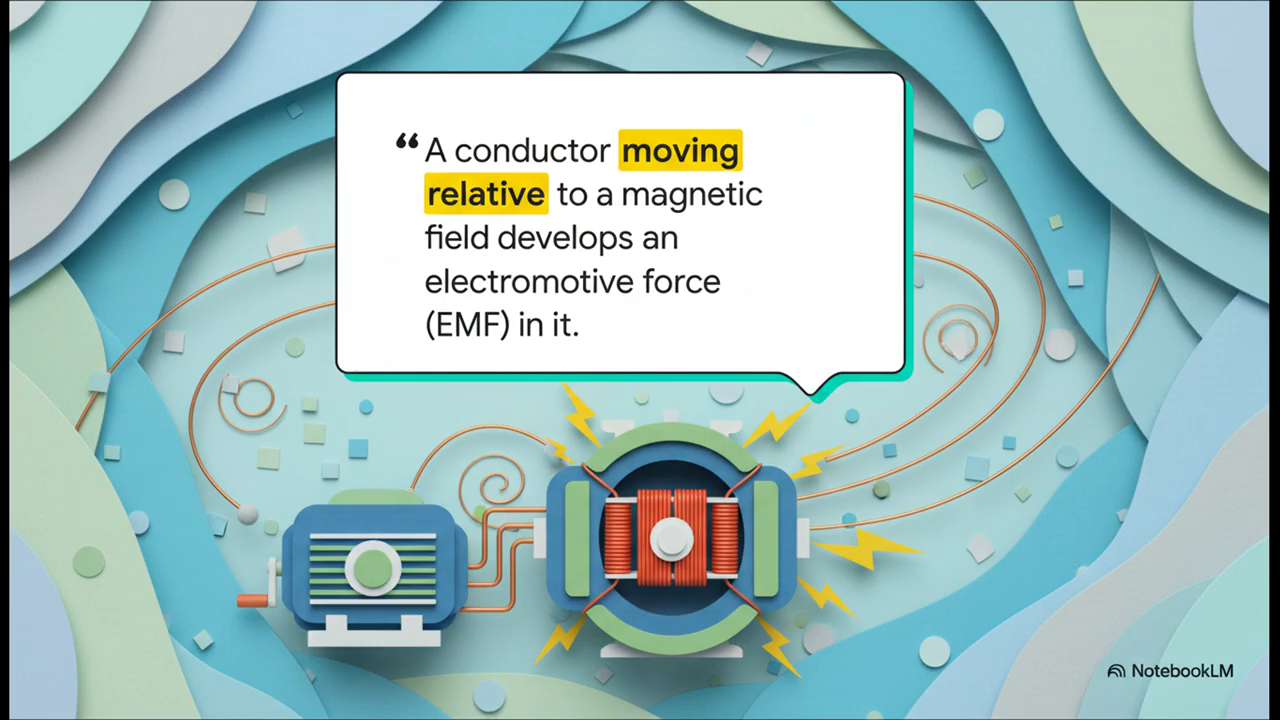 “A conductor moving
relative to a magnetic
field develops an
electromotive force
(EMF) in it.
NotebookLM